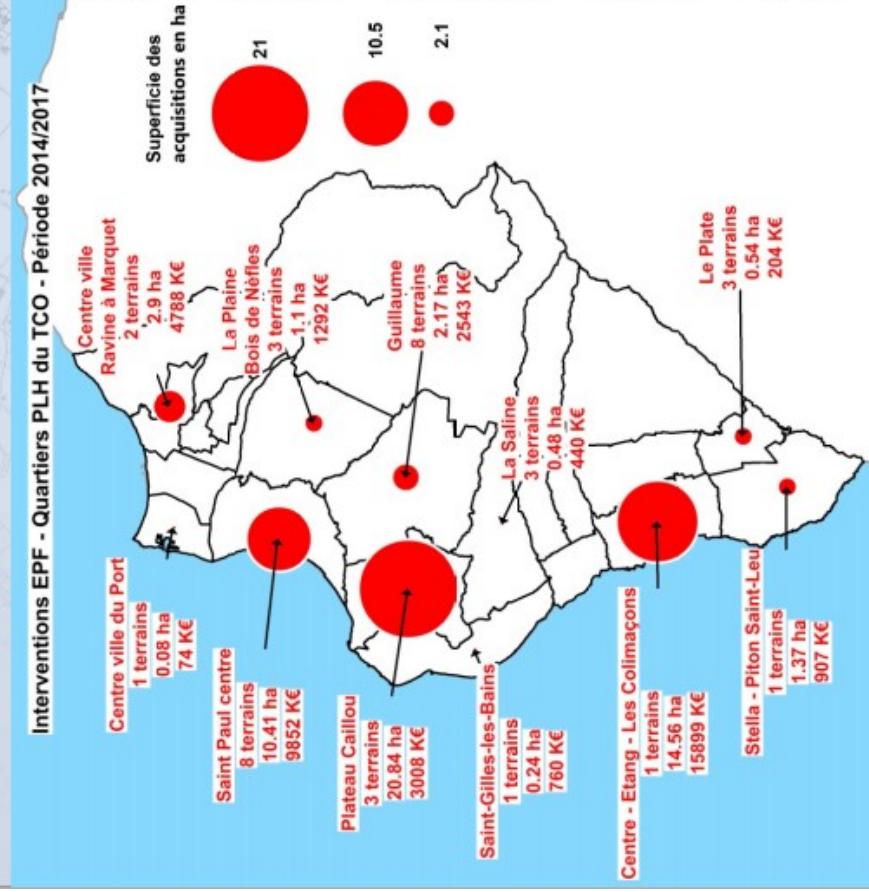 Interventions EPF - Quartiers PLH du TCO - Période 2014/2017
Superficie des
acquisitions en ha
21
10.5
2.1
Centre ville
Ravine à Marquet
2 terrains
2.9 ha
4788 K€
La Plaine
Bois de Nèfles
3 terrains
1.1 ha
1292 K€
Guillaume
8 terrains
2.17 ha
2543 K€
La Saline
3 terrains
0.48 ha
440 K€
Le Plate
3 terrains
0.54 ha
204 K€
Centre ville du Port
1 terrains
0.08 ha
74 K€
Saint Paul centre
8 terrains
10.41 ha
9852 K€
Plateau Caillou
3 terrains
20.84 ha
3008 K€
Saint-Gilles-les-Bains
1 terrains
0.24 ha
760 K€
Centre - Etang - Les Colimaçons
1 terrains
14.56 ha
15899 K€
Stella - Piton Saint-Leu
1 terrains
1.37 ha
907 K€